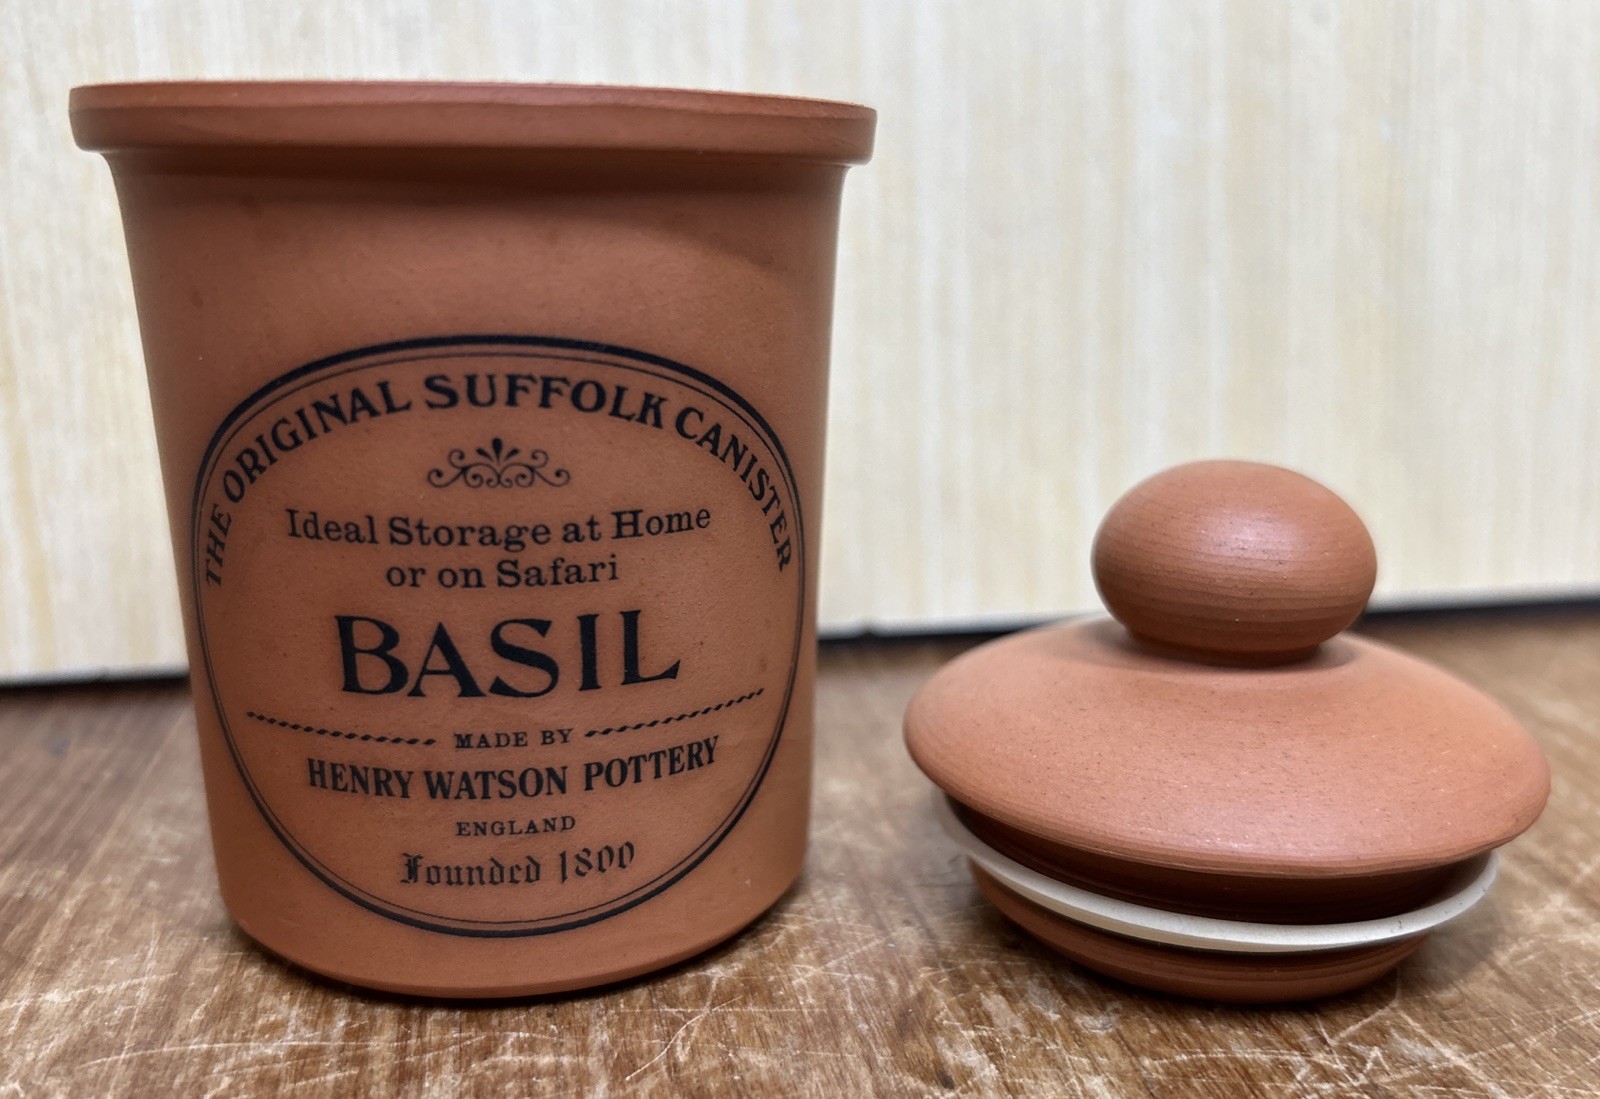 THE ORIGINAL SUFFOLK CANISTER
Ideal Storage at Home
or on Safari
BASIL
MADE BY
HENRY WATSON POTTERY
ENGLAND
Founded 1800